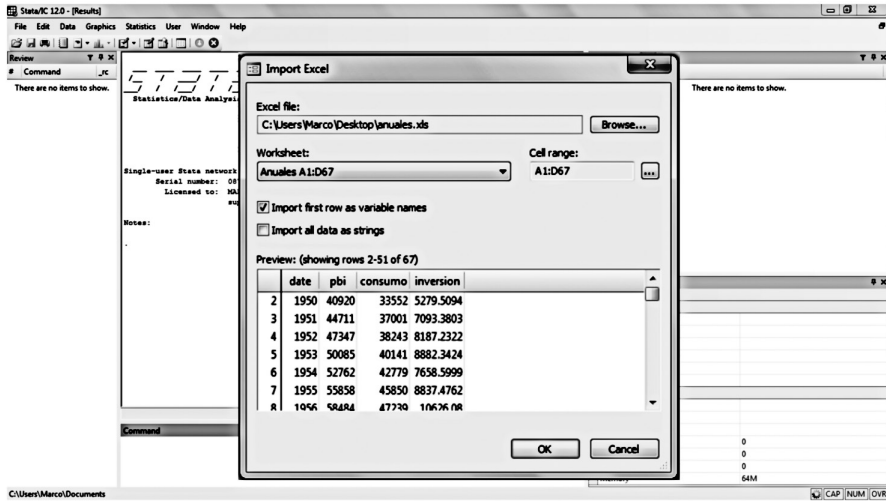 Stata/IC 12.0 - [Results]
File Edit Data Graphics Statistics User Window Help
Review
# Command _rc
There are no items to show.
Statistics/Data Analysi
Single-user Stata network
Serial number:
Licensed to:
Notes:
.
Command
Import Excel
Excel file:
C:\Users\Marco\Desktop\anuales.xls
Browse...
Worksheet:
Cell range:
Anuales A1:D67
A1:D67
...
Import first row as variable names
Import all data as strings
Preview: (showing rows 2-51 of 67)
date pbi consumo inversion
2 1950 40920 33552 5279.5094
3 1951 44711 37001 7093.3803
4 1952 47347 38243 8187.2322
5 1953 50085 40141 8882.3424
6 1954 52762 42779 7658.5999
7 1955 55858 45850 8837.4762
8 1956 58484 47239 10626.08
OK
Cancel
There are no items to show.
0
0
0
Memory 64M
C:\Users\Marco\Documents
CAP NUM OVR